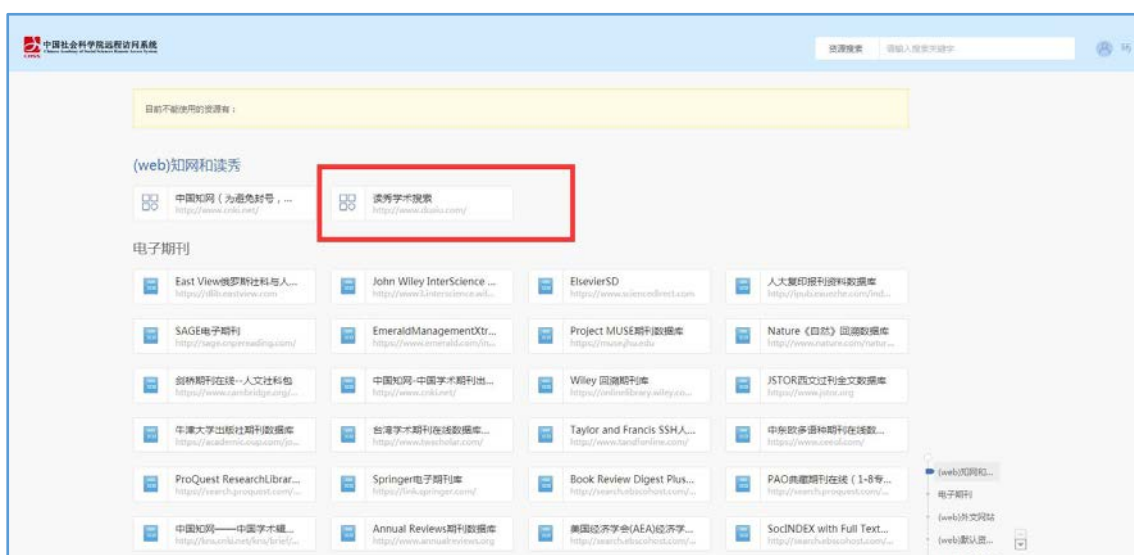 中国社会科学院远程访问系统
资源搜索
请输入搜索关键字
目前不能使用的资源有：
(web)知网和读秀
中国知网（为避免封号，...
http://www.cnki.net/
读秀学术搜索
http://www.duxiu.com/
电子期刊
East View俄罗斯社科与人...
https://dlib.eastview.com
John Wiley InterScience ...
http://www3.interscience.wil...
ElsevierSD
https://www.sciencedirect.com
人大复印报刊资料数据库
SAGE电子期刊
http://sage.cnpereading.com/
EmeraldManagementXtr...
https://www.emerald.com/in...
Project MUSE期刊数据库
https://muse.jhu.edu
Nature《自然》回溯数据库
http://www.nature.com/natur...
剑桥期刊在线--人文社科包
https://www.cambridge.org/...
中国知网-中国学术期刊出...
http://www.cnki.net/
Wiley 回溯期刊库
https://onlinelibrary.wiley.co...
JSTOR西文过刊全文数据库
https://www.jstor.org
牛津大学出版社期刊数据库
https://academic.oup.com/jo...
台湾学术期刊在线数据库...
http://www.twscholar.com/
Taylor and Francis SSH人...
http://www.tandfonline.com/
中东欧多语种期刊在线数...
https://www.ceeol.com/
ProQuest ResearchLibrar...
https://search.proquest.com/...
Springer电子期刊库
https://link.springer.com/
Book Review Digest Plus...
http://search.ebscohost.com/...
PAO典藏期刊在线（1-8专...
http://search.proquest.com/...
中国知网——中国学术辑...
http://kns.cnki.net/kns/brief/...
Annual Reviews期刊数据库
http://www.annualreviews.org
美国经济学会(AEA)经济学...
http://search.ebscohost.com/...
SocINDEX with Full Text...
http://search.ebscohost.com/...
(web)知网和...
电子期刊
(web)外文网站
(web)默认资...